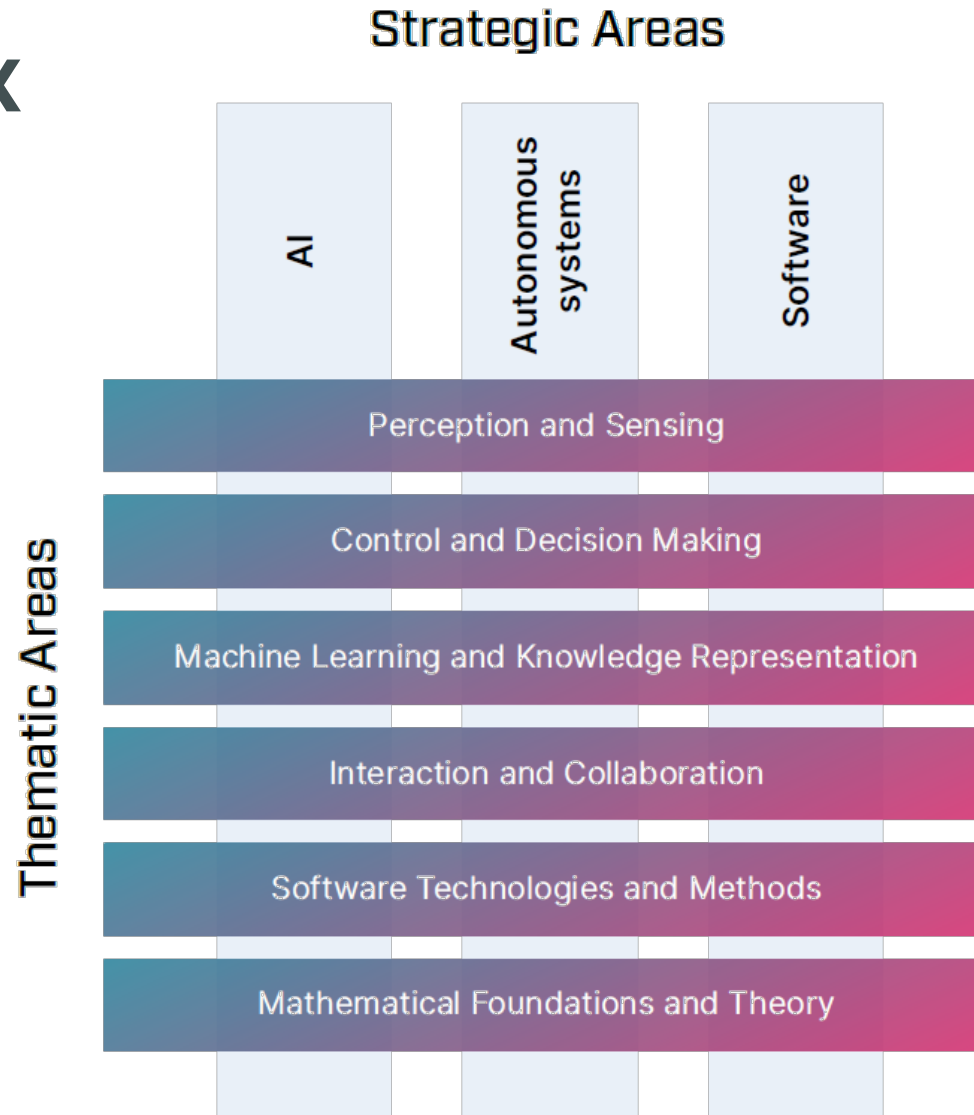 Strategic Areas
x
AI
Autonomous
systems
Software
Thematic Areas
Perception and Sensing
Control and Decision Making
Machine Learning and Knowledge Representation
Interaction and Collaboration
Software Technologies and Methods
Mathematical Foundations and Theory